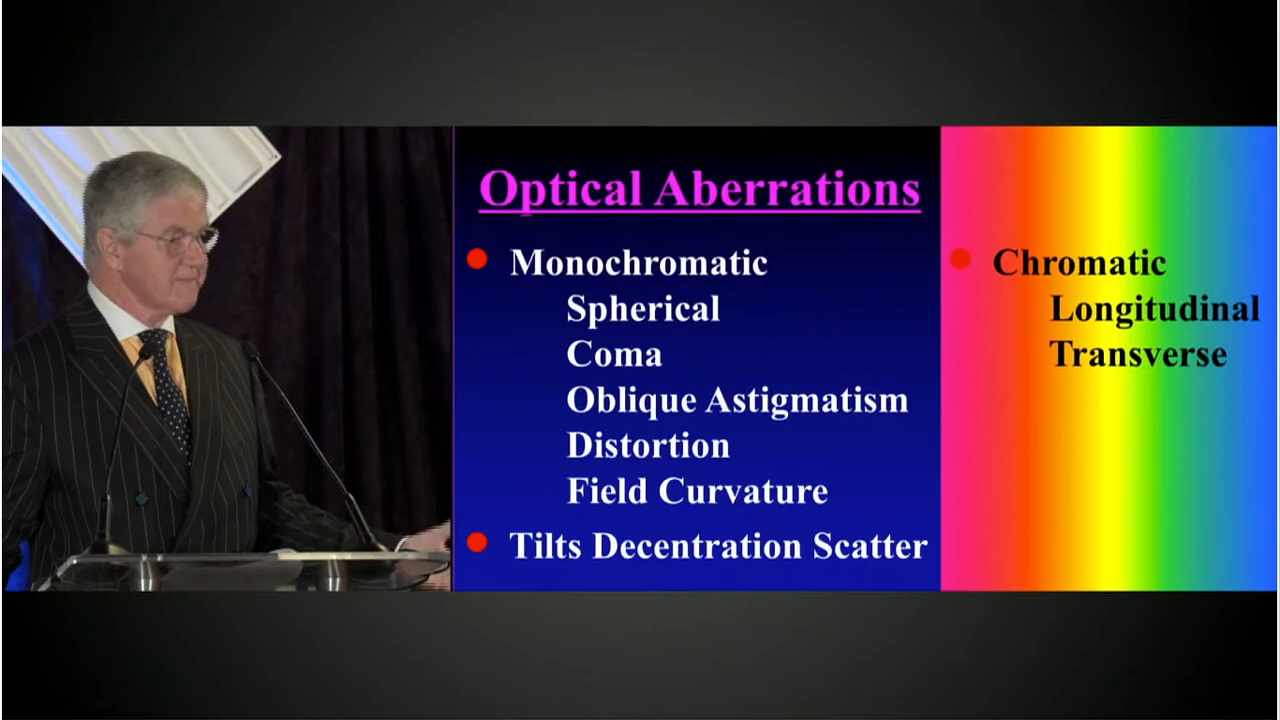 Optical Aberrations
Monochromatic
Spherical
Coma
Oblique Astigmatism
Distortion
Field Curvature
Tilts Decentration Scatter
Chromatic
Longitudinal
Transverse